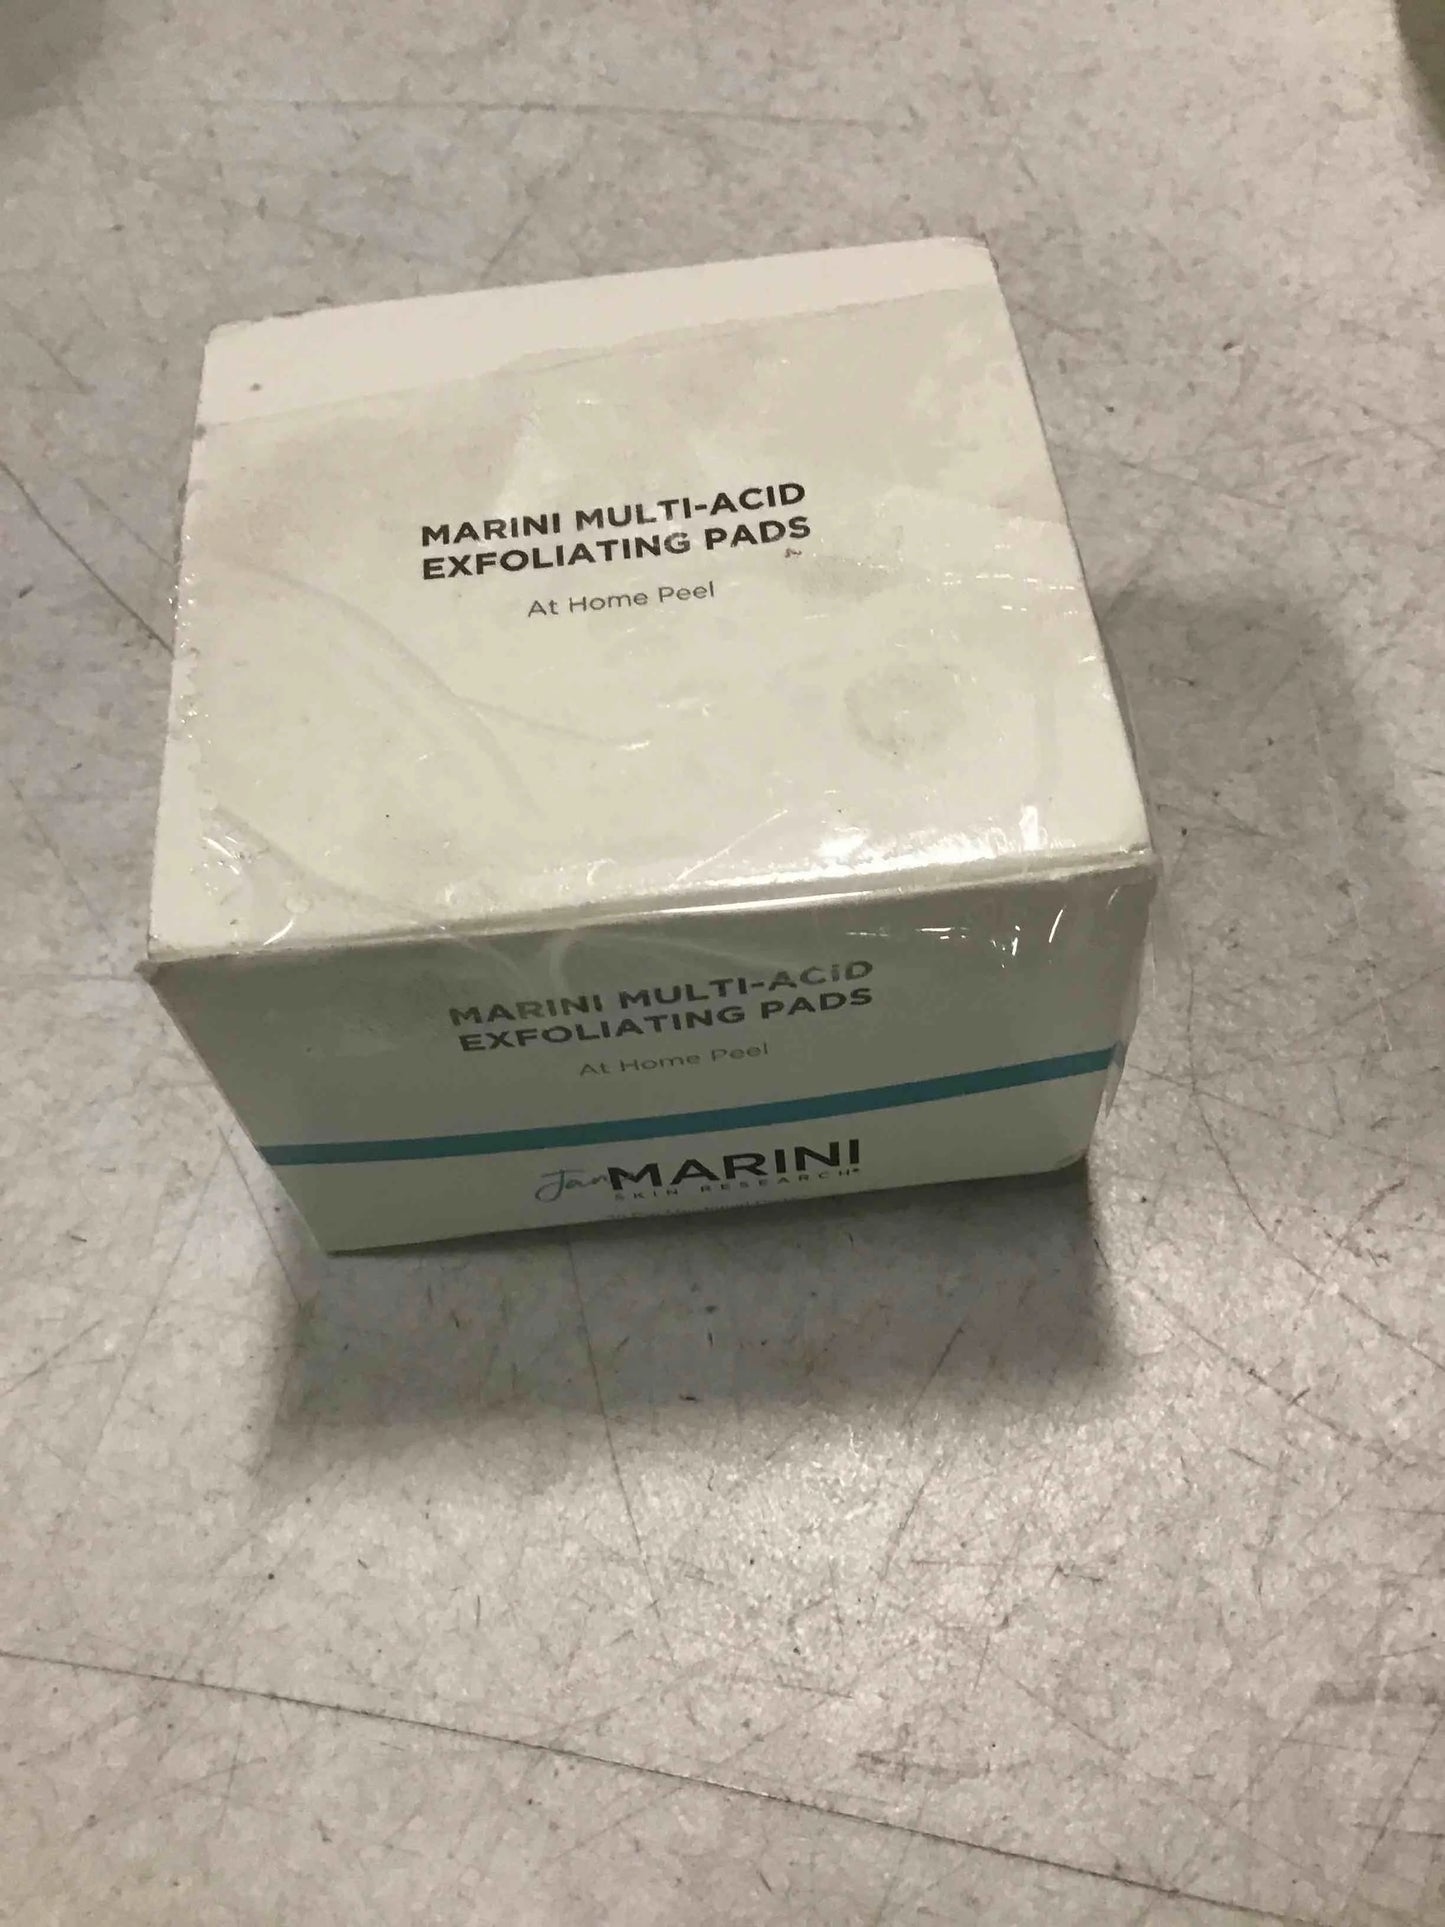 MARINI MULTI-ACID
EXFOLIATING PADS
At Home Peel
MARINI MULTI-ACID
EXFOLIATING PADS
At Home Peel
Jan MARINI
SKIN RESEARCH®